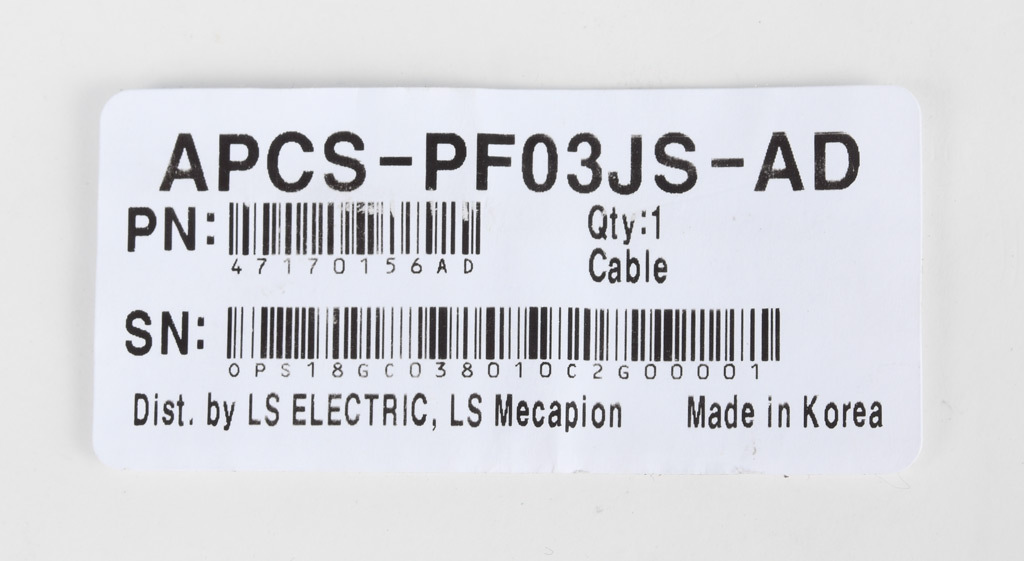 APCS-PF03JS-AD
PN:
47170156AD
Qty:1
Cable
SN:
0PS18GC038010C2G00001
Dist. by LS ELECTRIC, LS Mecapion Made in Korea